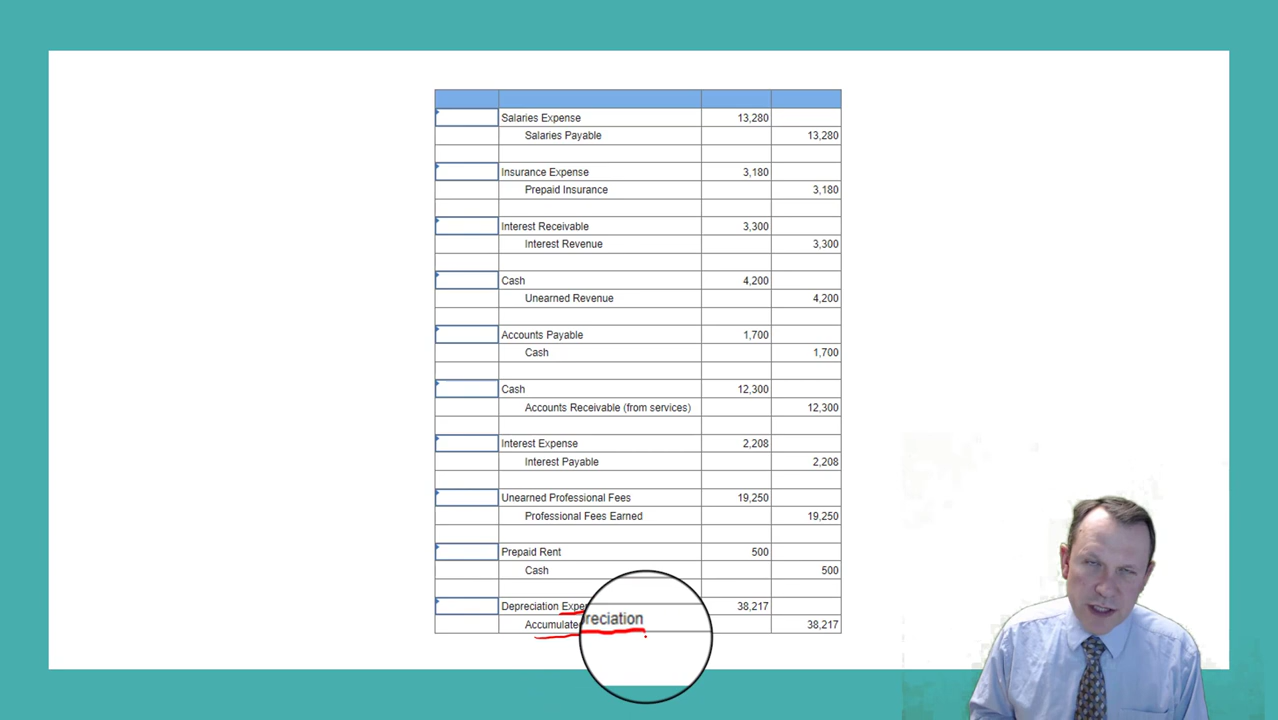 Salaries Expense 13,280
Salaries Payable 13,280
Insurance Expense 3,180
Prepaid Insurance 3,180
Interest Receivable 3,300
Interest Revenue 3,300
Cash 4,200
Unearned Revenue 4,200
Accounts Payable 1,700
Cash 1,700
Cash 12,300
Accounts Receivable (from services) 12,300
Interest Expense 2,208
Interest Payable 2,208
Unearned Professional Fees 19,250
Professional Fees Earned 19,250
Prepaid Rent 500
Cash 500
Depreciation Expe 38,217
Accumulate reciation 38,217